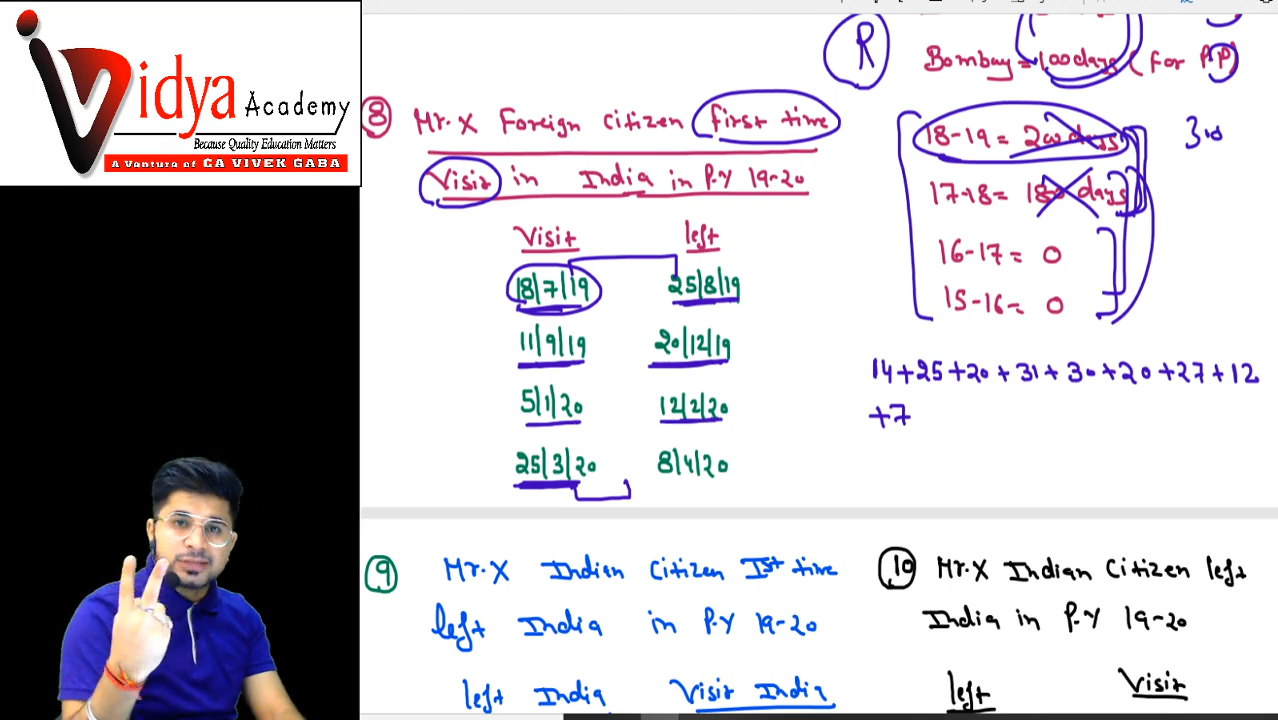 Vidya Academy
Because Quality Education Matters
A Ventura of CA VIVEK GABA
R
Bombay = 100 days (for P.P)
8 Mr. X Foreign Citizen first time
Visit in India in P.Y 19-20
Visit left
18/7/19 25/8/19
11/9/19 20/12/19
5/1/20 12/2/20
25/3/20 8/4/20
18-19 = 200 days
17-18 = 180 days
16-17 = 0
15-16 = 0
14+25+20+31+30+20+27+12
+7
9 Mr. X Indian Citizen Ist time
left India in P.Y 19-20
left India Visit India
10 Mr. X Indian Citizen left
India in P.Y 19-20
left Visit